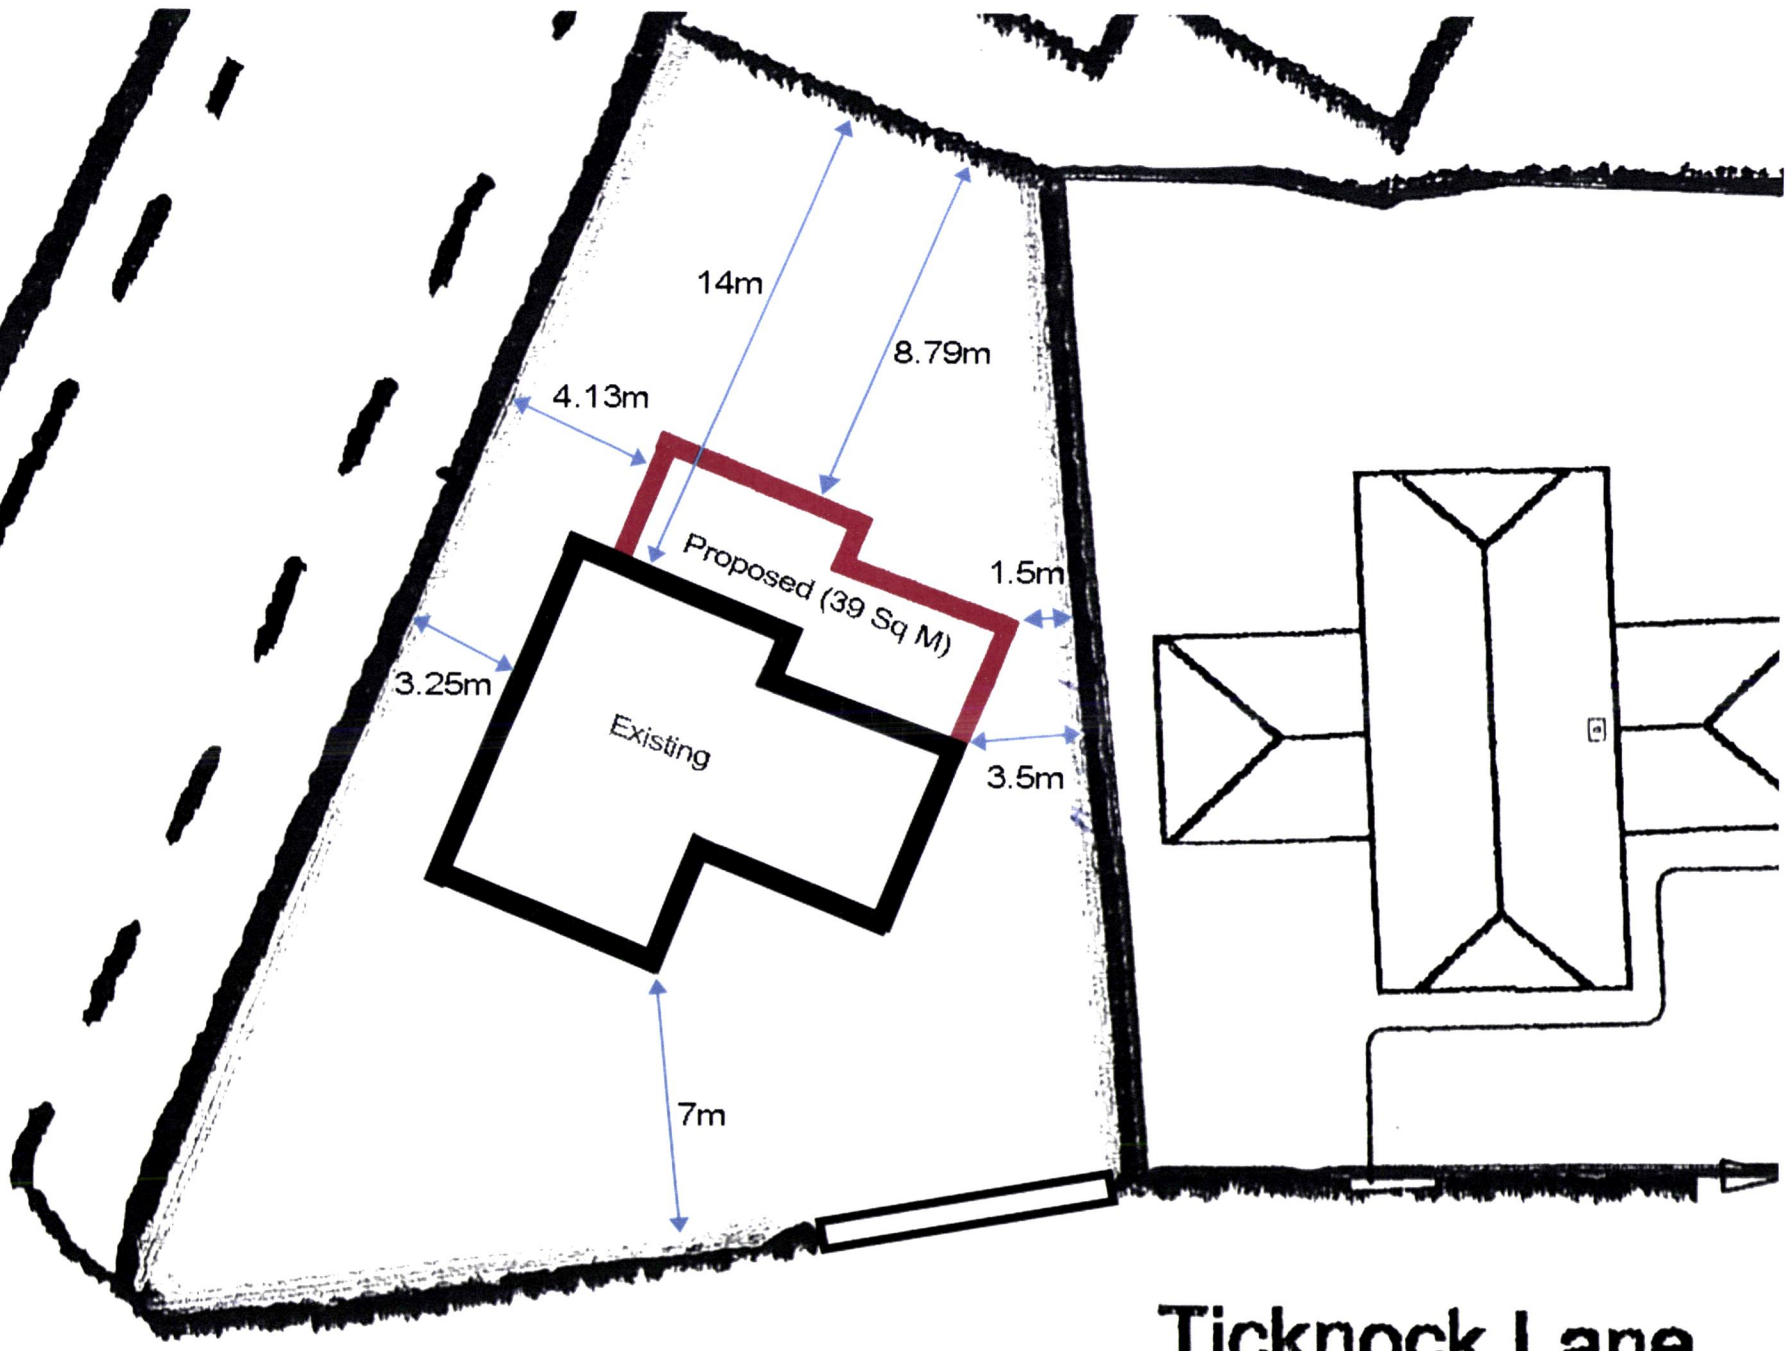 14m
8.79m
4.13m
Proposed (39 Sq M)
1.5m
3.25m
Existing
3.5m
7m
Ticknock Lane